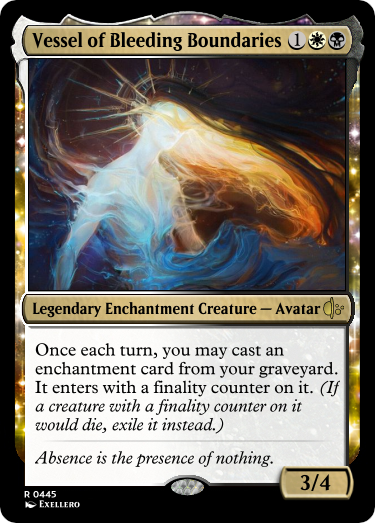 Vessel of Bleeding Boundaries 1
Legendary Enchantment Creature — Avatar
Once each turn, you may cast an
enchantment card from your graveyard.
It enters with a finality counter on it. (If
a creature with a finality counter on it
would die, exile it instead.)
Absence is the presence of nothing.
3/4
R 0445
Exellero